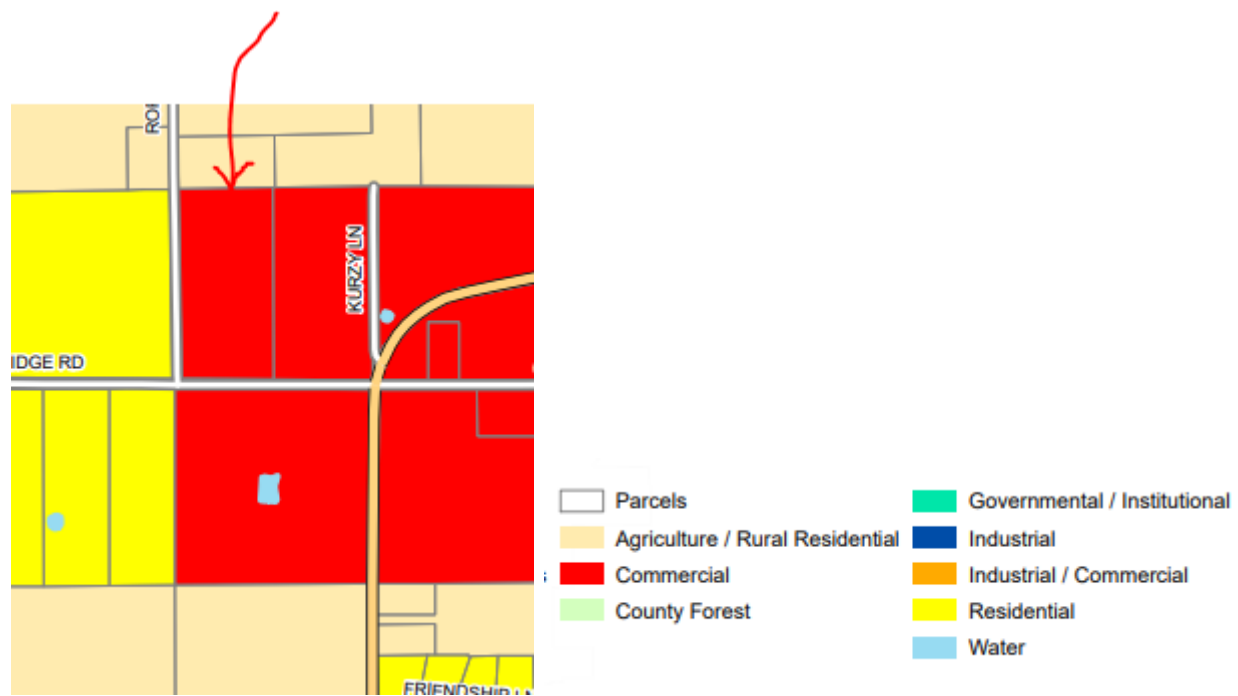 KURZY LN
IDGE RD
Parcels
Agriculture / Rural Residential
Commercial
County Forest
Governmental / Institutional
Industrial
Industrial / Commercial
Residential
Water
FRIENDSHIP LN